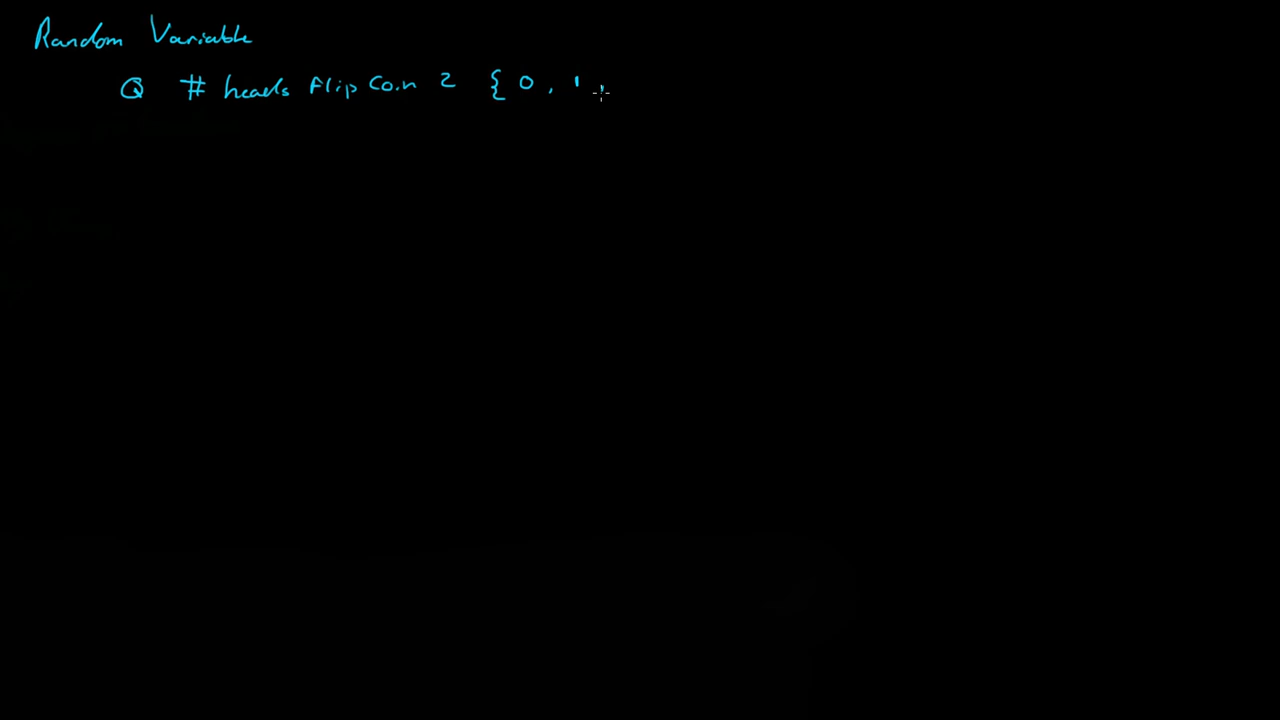 Random Variable
Q # heads Flip Coin 2 { 0, 1,